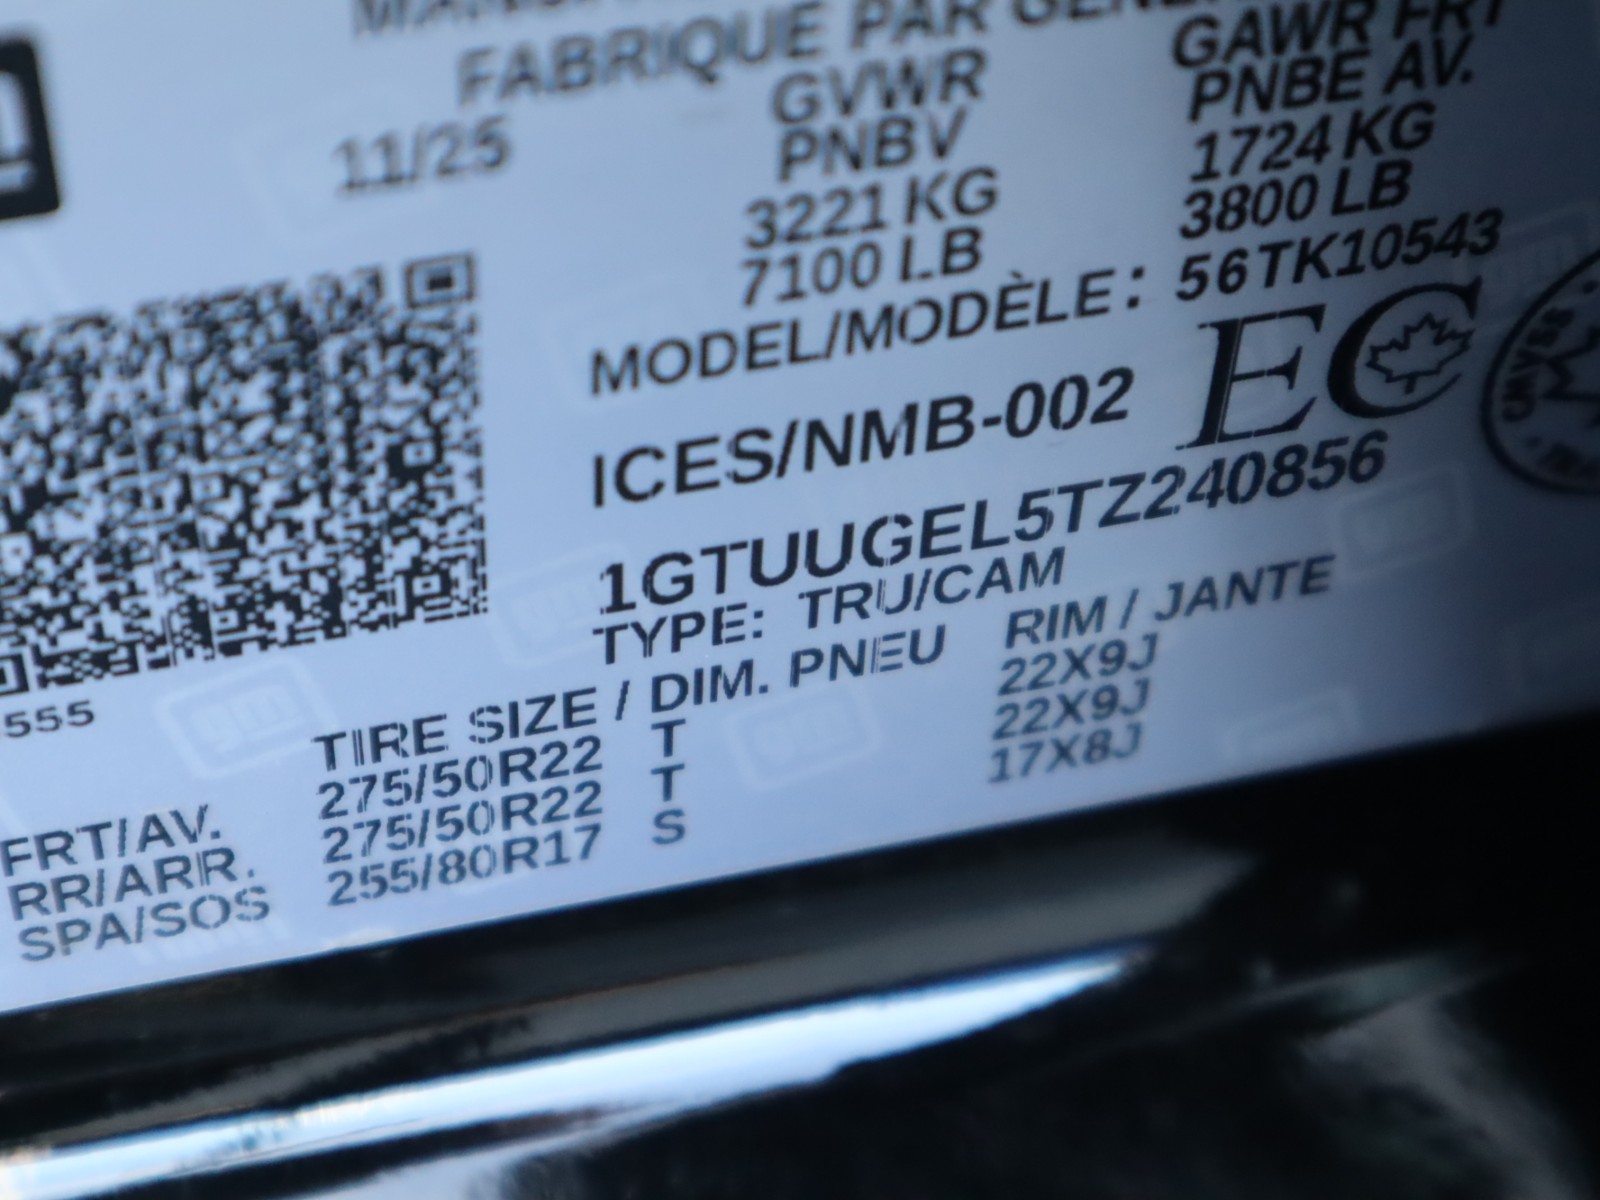 FABRIQUE PAR
11/25
GVWR
PNBV
3221 KG
7100 LB
GAWR FRT
PNBE AV.
1724 KG
3800 LB
MODEL/MODÈLE: 56TK10543
ICES/NMB-002 EC
1GTUUGEL5TZ240856
TYPE: TRU/CAM
555
TIRE SIZE / DIM. PNEU RIM / JANTE
FRT/AV. 275/50R22 T 22X9J
RR/ARR. 275/50R22 T 22X9J
SPA/SOS 255/80R17 S 17X8J